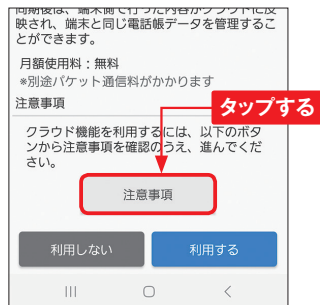 同期後は、端末側で行った内容がクラウドに反
映され、端末と同じ電話帳データを管理するこ
とができます。
月額使用料：無料
※別途パケット通信料がかかります
注意事項
タップする
クラウド機能を利用するには、以下のボタ
ンから注意事項を確認のうえ、進んでくだ
さい。
注意事項
利用しない
利用する